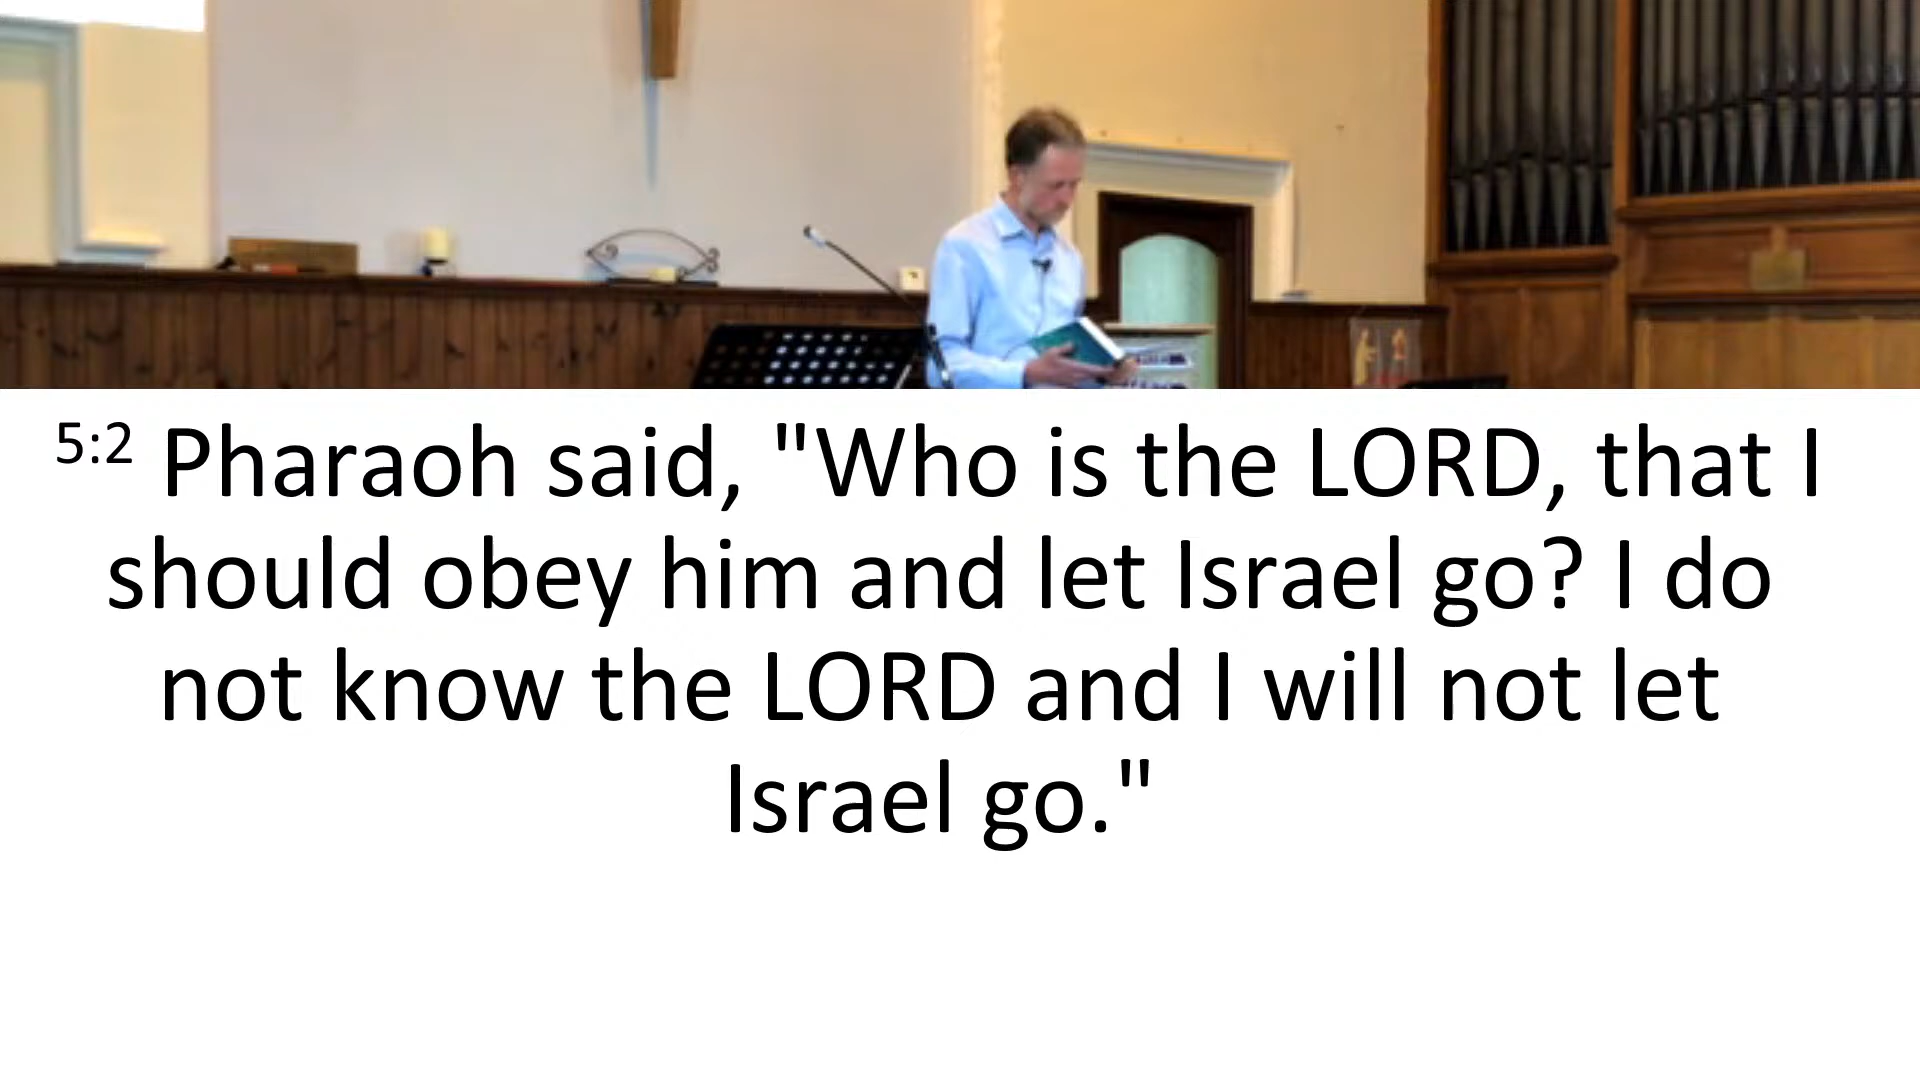 5:2 Pharaoh said, "Who is the LORD, that I
should obey him and let Israel go? I do
not know the LORD and I will not let
Israel go."